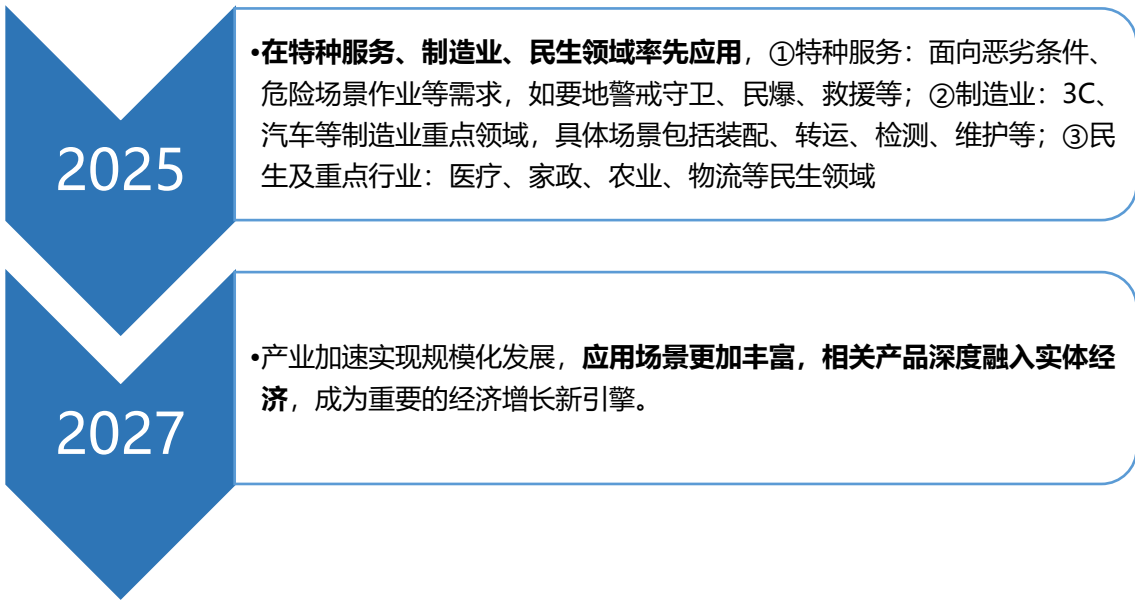 2025
•在特种服务、制造业、民生领域率先应用，①特种服务：面向恶劣条件、
危险场景作业等需求，如要地警戒守卫、民爆、救援等；②制造业：3C、
汽车等制造业重点领域，具体场景包括装配、转运、检测、维护等；③民
生及重点行业：医疗、家政、农业、物流等民生领域
2027
•产业加速实现规模化发展，应用场景更加丰富，相关产品深度融入实体经
济，成为重要的经济增长新引擎。